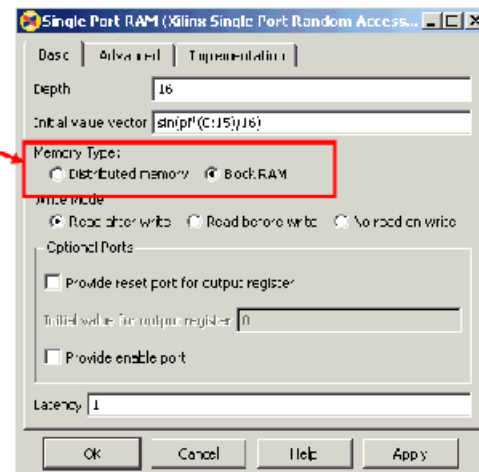 Single Port RAM (Xilinx Single Port Random Access...
Basic Advanced Implementation
Depth 16
Initial value vector sin(pi*(0:15)/16)
Memory Type:
Distributed memory Block RAM
Write Mode
Read after write Read before write No read on write
Optional Ports
Provide reset port for output register
Initial value for output register 0
Provide enable port
Latency 1
OK Cancel Help Apply